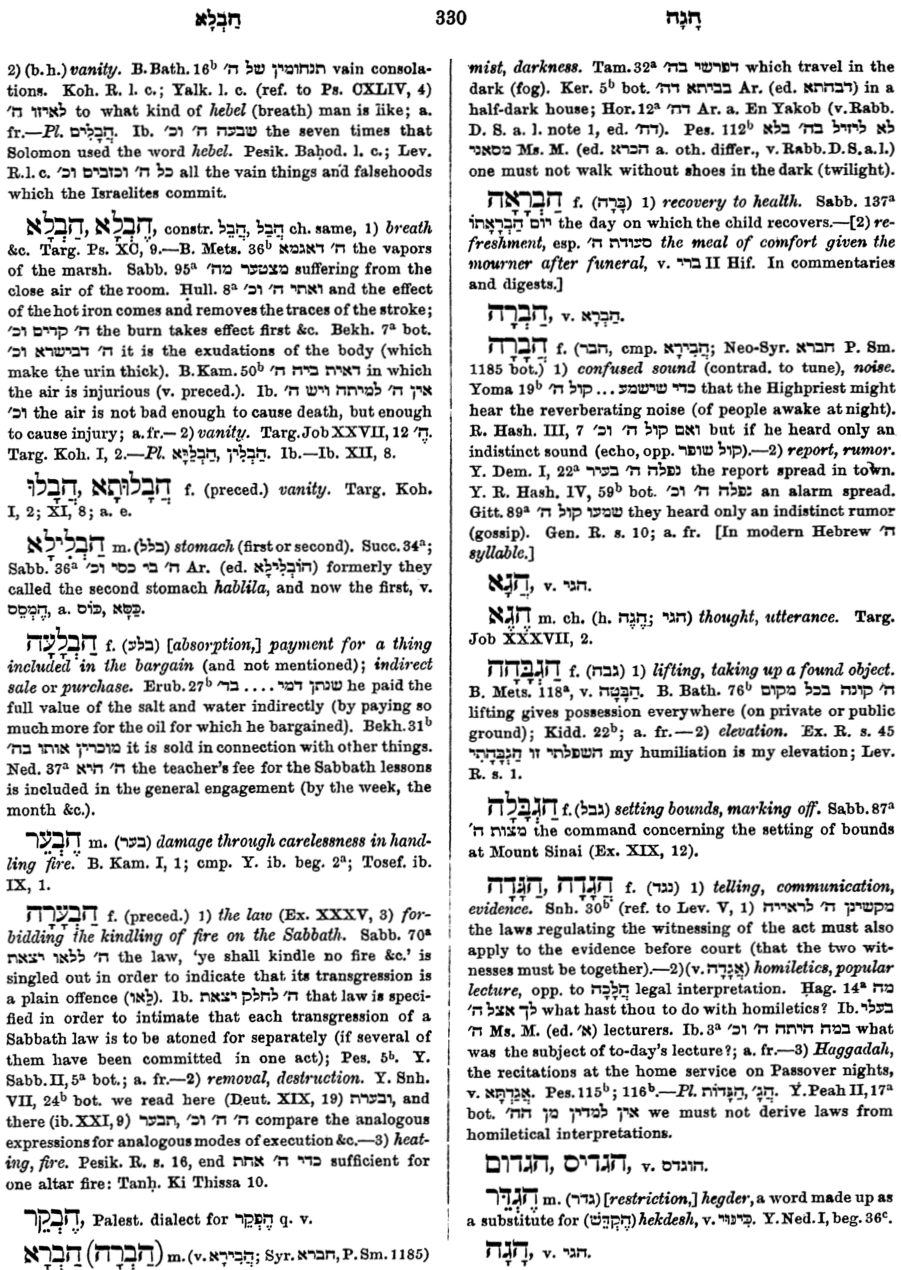 הַבְלָא 330 הָגָה
2) (b.h.) vanity. B. Bath. 16ᵇ תנחומין של ה׳ vain consola-
tions. Koh. R. l. c.; Yalk. l. c. (ref. to Ps. CXLIV, 4)
לאיזו ה׳ to what kind of hebel (breath) man is like; a.
fr.—Pl. הֲבָלִים. Ib. שבעה ה׳ וכ׳ the seven times that
Solomon used the word hebel. Pesik. Baḥod. l. c.; Lev.
R. l. c. כל ה׳ וכזבים וכ׳ all the vain things and falsehoods
which the Israelites commit.
הַבְלָא, הֶבְלָא, constr. הֲבַל, הֲבֵל ch. same, 1) breath
&c. Targ. Ps. XC, 9.—B. Mets. 36ᵇ ה׳ דאגמא the vapors
of the marsh. Sabb. 95ᵃ מצטער מה׳ suffering from the
close air of the room. Ḥull. 8ᵃ ואתי ה׳ וכ׳ and the effect
of the hot iron comes and removes the traces of the stroke;
ה׳ קדים וכ׳ the burn takes effect first &c. Bekh. 7ᵃ bot.
ה׳ דבישרא וכ׳ it is the exudations of the body (which
make the urin thick). B. Kam. 50ᵇ דאית ביה ה׳ in which
the air is injurious (v. preced.). Ib. אין ה׳ למיתה ויש ה׳
וכ׳ the air is not bad enough to cause death, but enough
to cause injury; a. fr.—2) vanity. Targ. Job XXVII, 12 הֶ׳.
Targ. Koh. I, 2.—Pl. הַבְלִין, הַבְלַיָּא. Ib.—Ib. XII, 8.
הֲבָלוּתָא, הֲבָלוּ f. (preced.) vanity. Targ. Koh.
I, 2; XI, 8; a. e.
הַבְלִילָא m. (בלל) stomach (first or second). Succ. 34ᵃ;
Sabb. 36ᵃ ה׳ בי כסי וכ׳ Ar. (ed. הוֹבְלִילָא) formerly they
called the second stomach hablila, and now the first, v.
הֶמְסֵס, a. כּוֹס, כַּסָּא.
הַבְלָעָה f. (בלע) [absorption,] payment for a thing
included in the bargain (and not mentioned); indirect
sale or purchase. Erub. 27ᵇ שנתן דמי .... בה׳ he paid the
full value of the salt and water indirectly (by paying so
much more for the oil for which he bargained). Bekh. 31ᵇ
מוכרין אותו בה׳ it is sold in connection with other things.
Ned. 37ᵃ ה׳ היא the teacher's fee for the Sabbath lessons
is included in the general engagement (by the week, the
month &c.).
הֶבְעֵר m. (בער) damage through carelessness in hand-
ling fire. B. Kam. I, 1; cmp. Y. ib. beg. 2ᵃ; Tosef. ib.
IX, 1.
הַבְעָרָה f. (preced.) 1) the law (Ex. XXXV, 3) for-
bidding the kindling of fire on the Sabbath. Sabb. 70ᵃ
ה׳ ללאו יצאת the law, 'ye shall kindle no fire &c.' is
singled out in order to indicate that its transgression is
a plain offence (לָאו). Ib. ה׳ לחלק יצאת that law is speci-
fied in order to intimate that each transgression of a
Sabbath law is to be atoned for separately (if several of
them have been committed in one act); Pes. 5ᵇ. Y.
Sabb. II, 5ᵃ bot.; a. fr.—2) removal, destruction. Y. Snh.
VII, 24ᵇ bot. we read here (Deut. XIX, 19) ובערת, and
there (ib. XXI, 9) תבער, ה׳ ה׳ וכ׳ compare the analogous
expressions for analogous modes of execution &c.—3) heat-
ing, fire. Pesik. R. s. 16, end כדי ה׳ אחת sufficient for
one altar fire: Tanḥ. Ki Thissa 10.
הֶבְקֵר, Palest. dialect for הֶפְקֵר q. v.
הַבְרָא (הַבְרָה) m. (v. הֲבִירָא; Syr. הברא, P. Sm. 1185)
mist, darkness. Tam. 32ᵃ דפרשי בה׳ which travel in the
dark (fog). Ker. 5ᵇ bot. בביתא דה׳ Ar. (ed. דבהתא) in a
half-dark house; Hor. 12ᵃ דה׳ Ar. a. En Yakob (v. Rabb.
D. S. a. l. note 1, ed. דח׳). Pes. 112ᵇ לא ליזיל בה׳ בלא
מסאני Ms. M. (ed. הכרא a. oth. differ., v. Rabb. D. S. a. l.)
one must not walk without shoes in the dark (twilight).
הַבְרָאָה f. (בָּרָה) 1) recovery to health. Sabb. 137ᵃ
יום הַבְרָאָתוֹ the day on which the child recovers.—[2) re-
freshment, esp. סעודת ה׳ the meal of comfort given the
mourner after funeral, v. ברי II Hif. In commentaries
and digests.]
הַבְרָה, v. הַבְרָא.
הֲבָרָה f. (הבר, cmp. הֲבִירָא; Neo-Syr. הברא P. Sm.
1185 bot.) 1) confused sound (contrad. to tune), noise.
Yoma 19ᵇ כדי שישמע ... קול ה׳ that the Highpriest might
hear the reverberating noise (of people awake at night).
R. Hash. III, 7 ואם קול ה׳ וכ׳ but if he heard only an
indistinct sound (echo, opp. קול שופר).—2) report, rumor.
Y. Dem. I, 22ᵃ נפלה ה׳ בעיר the report spread in town.
Y. R. Hash. IV, 59ᵇ bot. נפלה ה׳ וכ׳ an alarm spread.
Gitt. 89ᵃ שמעו קול ה׳ they heard only an indistinct rumor
(gossip). Gen. R. s. 10; a. fr. [In modern Hebrew ה׳
syllable.]
הֲגָא, v. הגי.
הֶגֶא m. ch. (h. הֶגֶה; הגי) thought, utterance. Targ.
Job XXXVII, 2.
הַגְבָּהָה f. (גבה) 1) lifting, taking up a found object.
B. Mets. 118ᵃ, v. הַבָּטָה. B. Bath. 76ᵇ ה׳ קונה בכל מקום
lifting gives possession everywhere (on private or public
ground); Kidd. 22ᵇ; a. fr.—2) elevation. Ex. R. s. 45
השפלתי זו הַגְבָּהָתִי my humiliation is my elevation; Lev.
R. s. 1.
הַגְבָּלָה f. (גבל) setting bounds, marking off. Sabb. 87ᵃ
מצות ה׳ the command concerning the setting of bounds
at Mount Sinai (Ex. XIX, 12).
הַגָּדָה, הֲגָדָה f. (נגד) 1) telling, communication,
evidence. Snh. 30ᵇ (ref. to Lev. V, 1) מקשינן ה׳ לראייה
the laws regulating the witnessing of the act must also
apply to the evidence before court (that the two wit-
nesses must be together).—2) (v. אֲגָדָה) homiletics, popular
lecture, opp. to הֲלָכָה legal interpretation. Ḥag. 14ᵃ מה
לך אצל ה׳ what hast thou to do with homiletics? Ib. בעלי
ה׳ Ms. M. (ed. א׳) lecturers. Ib. 3ᵃ במה היתה ה׳ וכ׳ what
was the subject of to-day's lecture?; a. fr.—3) Haggadah,
the recitations at the home service on Passover nights,
v. אַגַּדְתָּא. Pes. 115ᵇ; 116ᵇ.—Pl. הַגָּדוֹת, הֲגָ׳. Y. Peah II, 17ᵃ
bot. אין למדין מן הה׳ we must not derive laws from
homiletical interpretations.
הגדיס, הגדום, v. הוגדס.
הֶגְדֵּר m. (גדר) [restriction,] hegder, a word made up as
a substitute for (הֶקְדֵּשׁ) hekdesh, v. כִּינּוּי. Y. Ned. I, beg. 36ᶜ.
הָגָה, v. הגי.